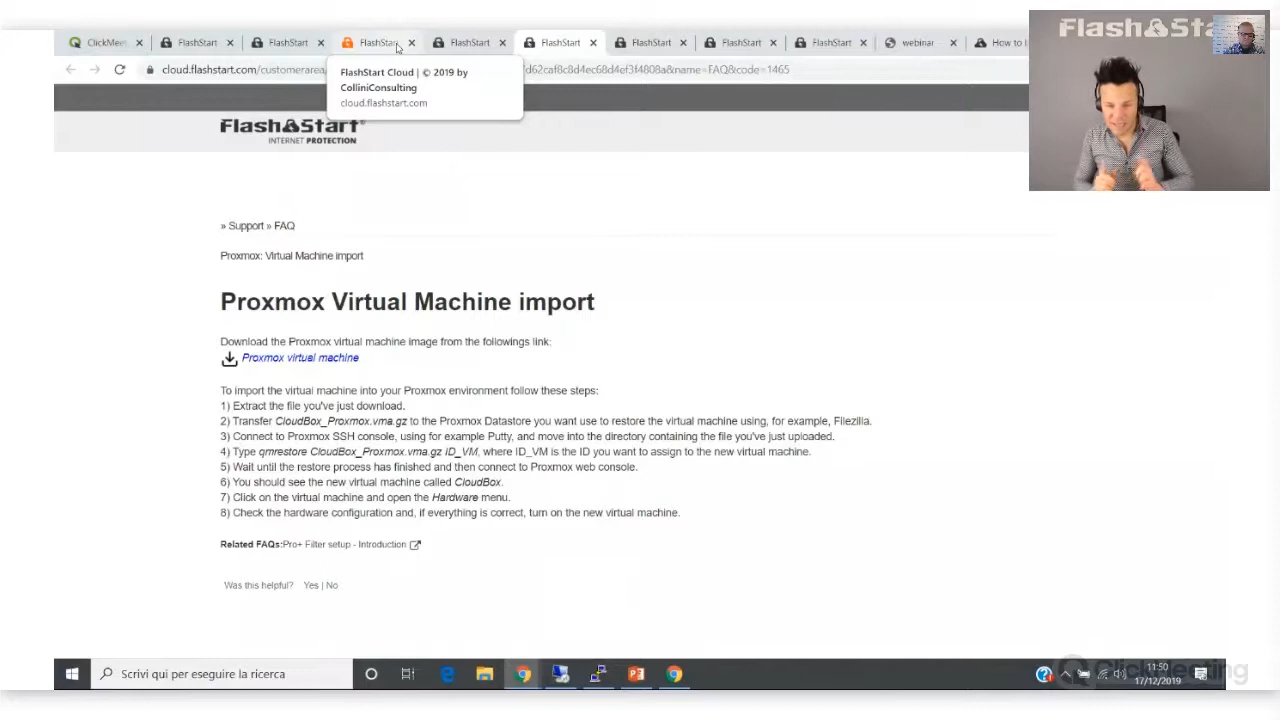 ClickMeet
FlashStart
FlashStart
FlashStart
FlashStart
FlashStart
FlashStart
FlashStart
FlashStart
webinar
How to i
cloud.flashstart.com/customerarea
d62caf8c8d4ec68d4ef3f4808a&name=FAQ&code=1465
FlashStart Cloud | © 2019 by
ColliniConsulting
cloud.flashstart.com
FlashStart
INTERNET PROTECTION
» Support » FAQ
Proxmox: Virtual Machine import
Proxmox Virtual Machine import
Download the Proxmox virtual machine image from the followings link:
Proxmox virtual machine
To import the virtual machine into your Proxmox environment follow these steps:
1) Extract the file you've just download.
2) Transfer CloudBox_Proxmox.vma.gz to the Proxmox Datastore you want use to restore the virtual machine using, for example, Filezilla.
3) Connect to Proxmox SSH console, using for example Putty, and move into the directory containing the file you've just uploaded.
4) Type qmrestore CloudBox_Proxmox.vma.gz ID_VM, where ID_VM is the ID you want to assign to the new virtual machine.
5) Wait until the restore process has finished and then connect to Proxmox web console.
6) You should see the new virtual machine called CloudBox.
7) Click on the virtual machine and open the Hardware menu.
8) Check the hardware configuration and, if everything is correct, turn on the new virtual machine.
Related FAQs:Pro+ Filter setup - Introduction
Was this helpful? Yes | No
Scrivi qui per eseguire la ricerca
11:50
17/12/2019
ClickMeeting
FlashSta